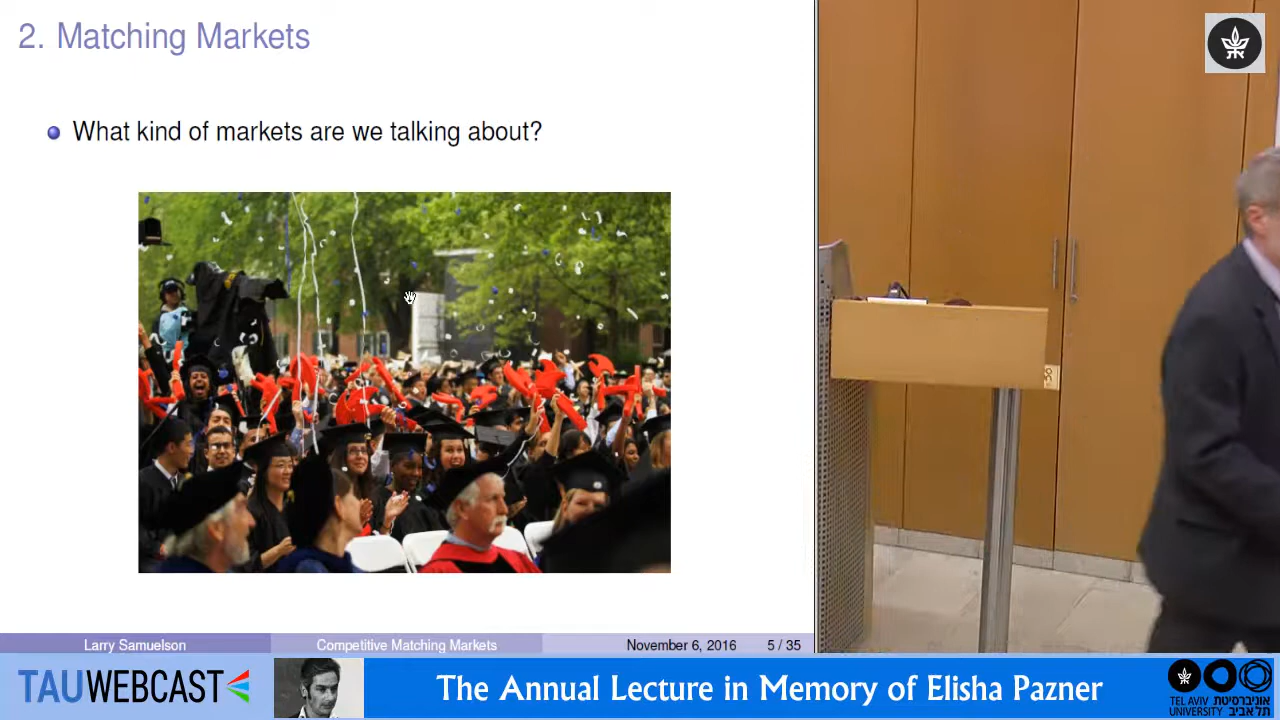 2. Matching Markets
What kind of markets are we talking about?
Larry Samuelson
Competitive Matching Markets
November 6, 2016
5 / 35
TAUWEBCAST
The Annual Lecture in Memory of Elisha Pazner
TEL AVIV אוניברסיטת
UNIVERSITY תל אביב